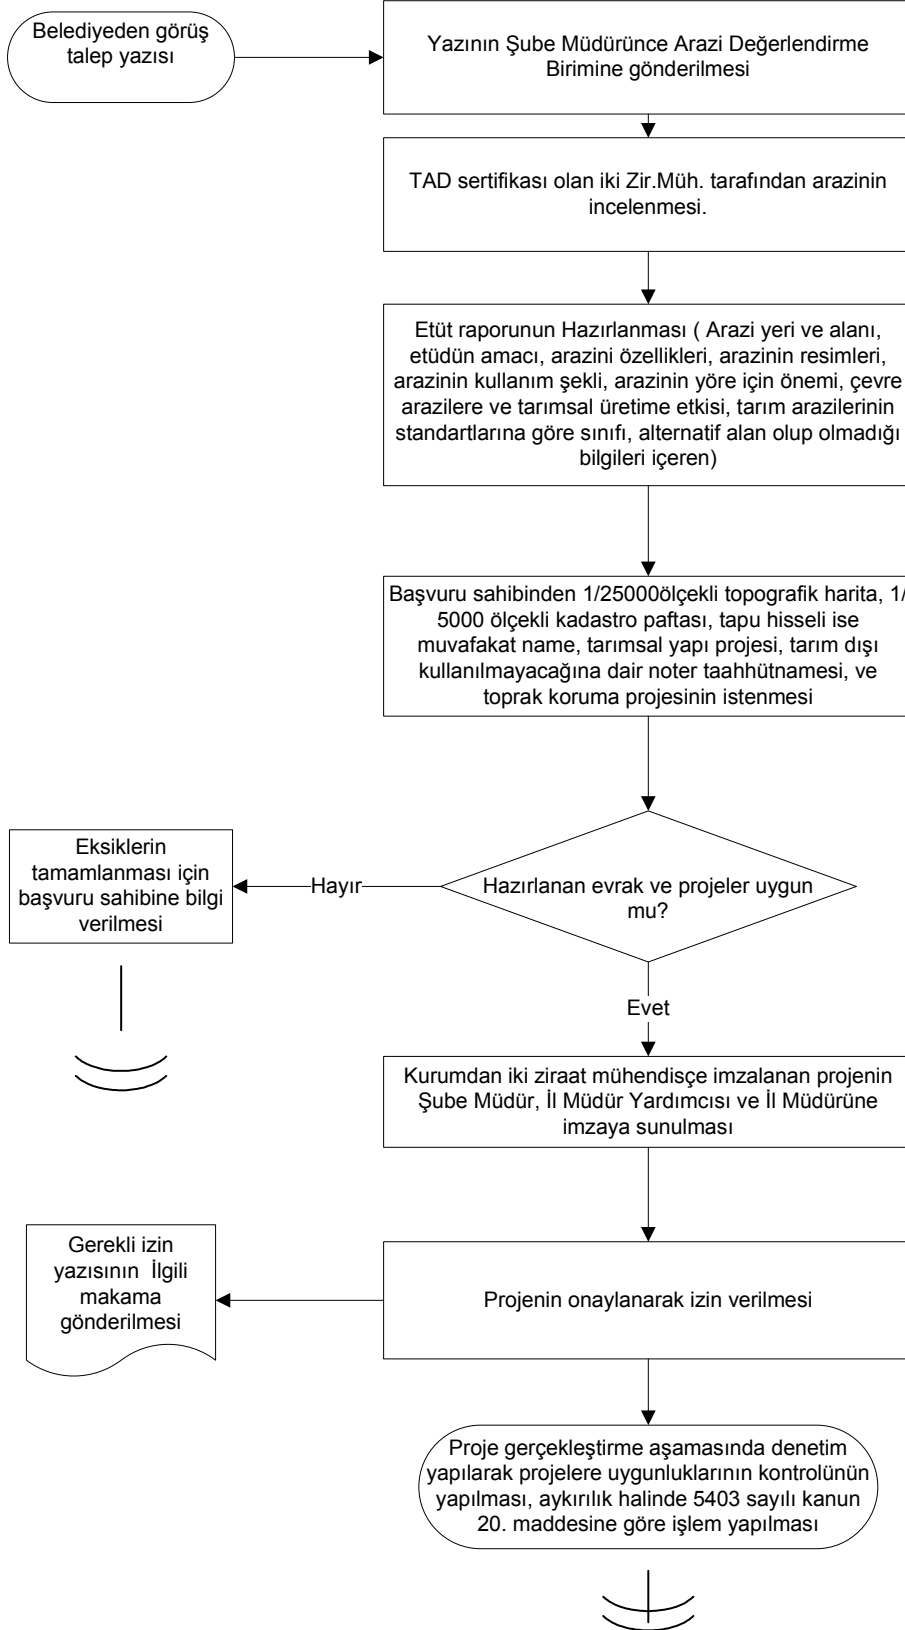 Belediyeden görüş
talep yazısı
Yazının Şube Müdürünce Arazi Değerlendirme
Birimine gönderilmesi
TAD sertifikası olan iki Zir.Müh. tarafından arazinin
incelenmesi.
Etüt raporunun Hazırlanması ( Arazi yeri ve alanı,
etüdün amacı, arazini özellikleri, arazinin resimleri,
arazinin kullanım şekli, arazinin yöre için önemi, çevre
arazilere ve tarımsal üretime etkisi, tarım arazilerinin
standartlarına göre sınıfı, alternatif alan olup olmadığı
bilgileri içeren)
Başvuru sahibinden 1/25000ölçekli topografik harita, 1/
5000 ölçekli kadastro paftası, tapu hisseli ise
muvafakat name, tarımsal yapı projesi, tarım dışı
kullanılmayacağına dair noter taahhütnamesi, ve
toprak koruma projesinin istenmesi
Hazırlanan evrak ve projeler uygun
mu?
Hayır
Eksiklerin
tamamlanması için
başvuru sahibine bilgi
verilmesi
Evet
Kurumdan iki ziraat mühendisçe imzalanan projenin
Şube Müdür, İl Müdür Yardımcısı ve İl Müdürüne
imzaya sunulması
Projenin onaylanarak izin verilmesi
Gerekli izin
yazısının İlgili
makama
gönderilmesi
Proje gerçekleştirme aşamasında denetim
yapılarak projelere uygunluklarının kontrolünün
yapılması, aykırılık halinde 5403 sayılı kanun
20. maddesine göre işlem yapılması